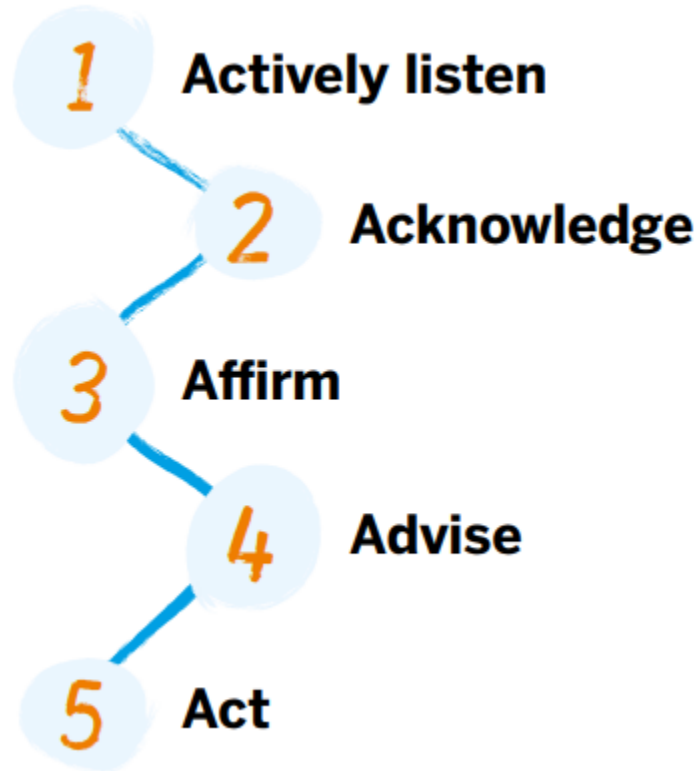 1 Actively listen
2 Acknowledge
3 Affirm
4 Advise
5 Act